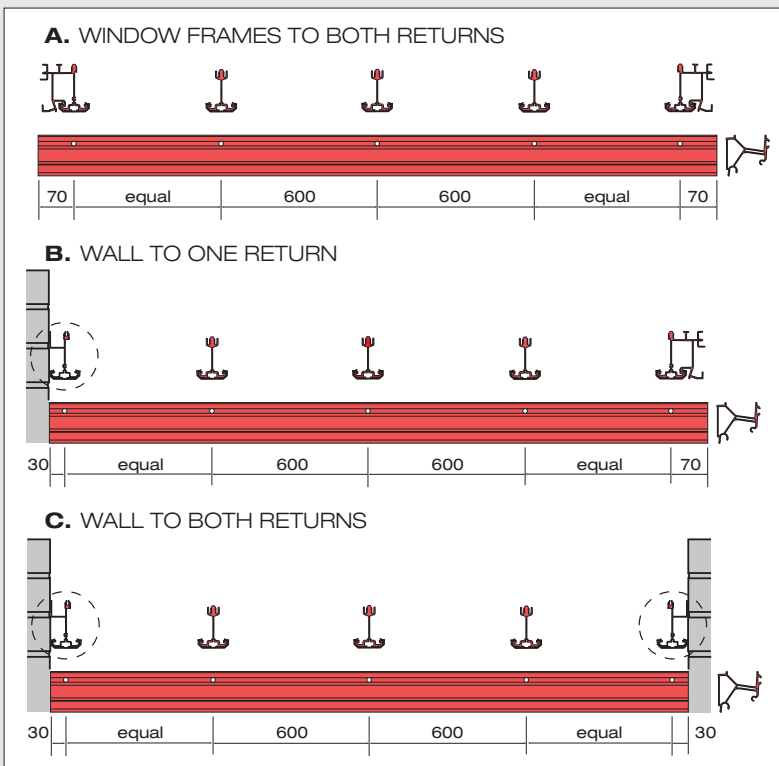 A. WINDOW FRAMES TO BOTH RETURNS
70 equal 600 600 equal 70
B. WALL TO ONE RETURN
30 equal 600 600 equal 70
C. WALL TO BOTH RETURNS
30 equal 600 600 equal 30